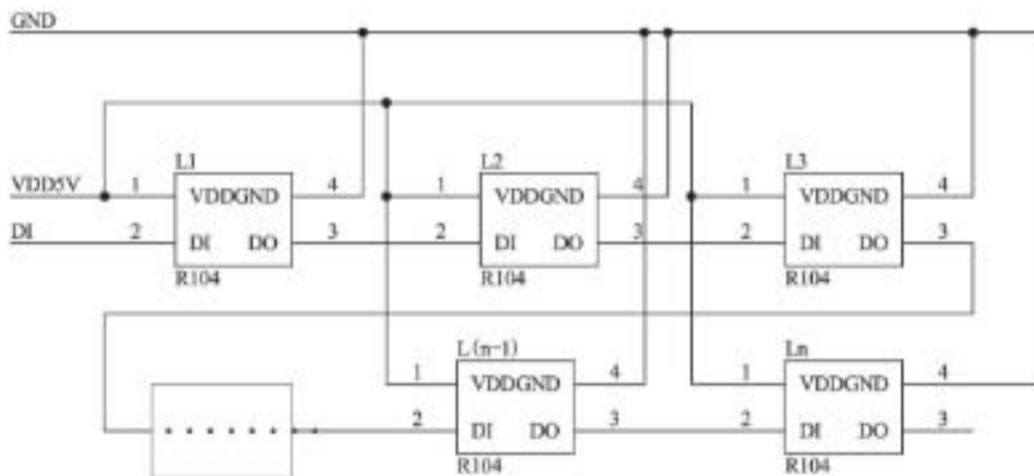 GND
L1 L2 L3
VDD5V 1 VDDGND 4 1 VDDGND 4 1 VDDGND 4
DI 2 DI DO 3 2 DI DO 3 2 DI DO 3
R104 R104 R104
L(n-1) Ln
1 VDDGND 4 1 VDDGND 4
2 DI DO 3 2 DI DO 3
R104 R104